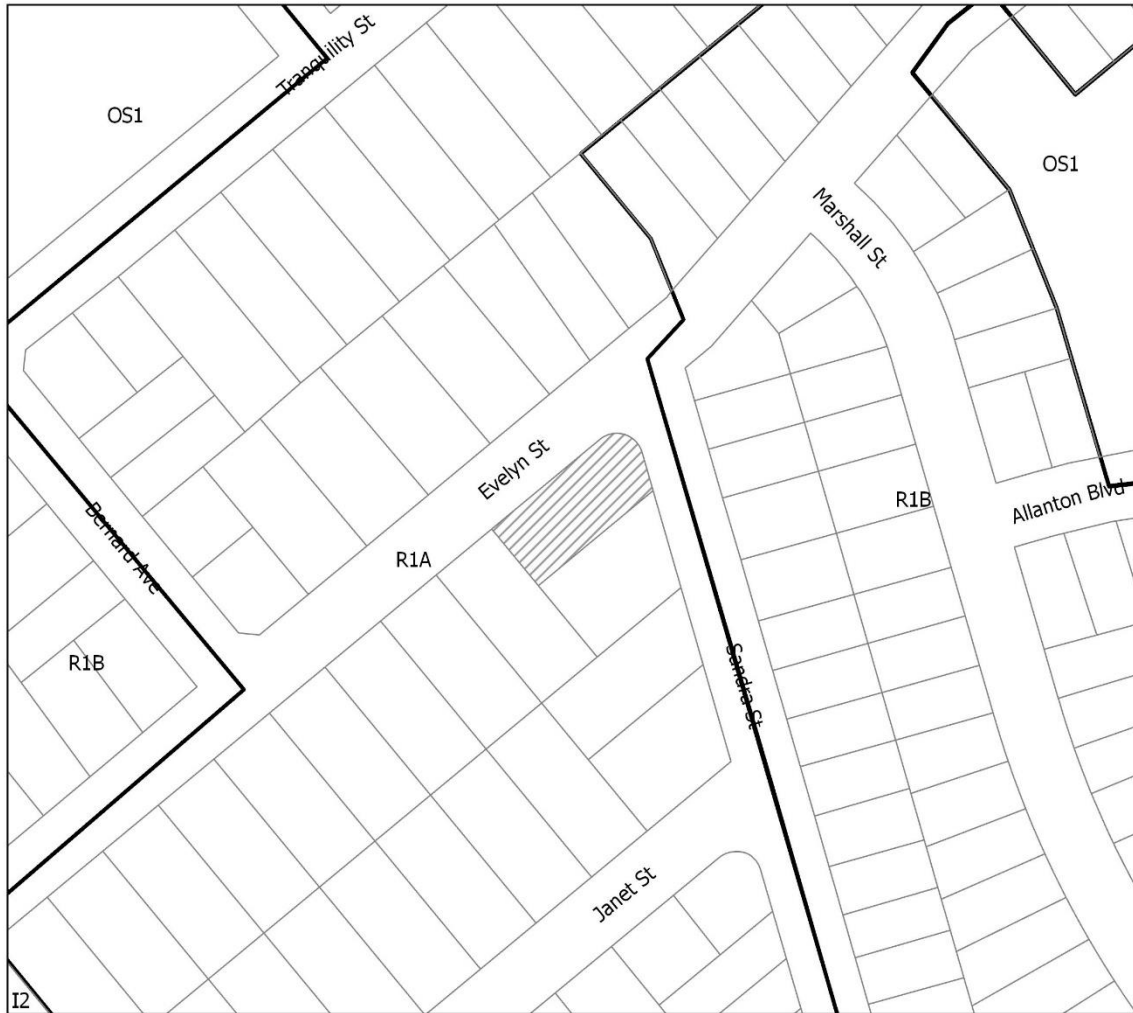 Tranquility St
OS1
OS1
Marshall St
Evelyn St
R1B
Allanton Blvd
Bernard Ave
R1A
R1B
Sandra St
Janet St
I2